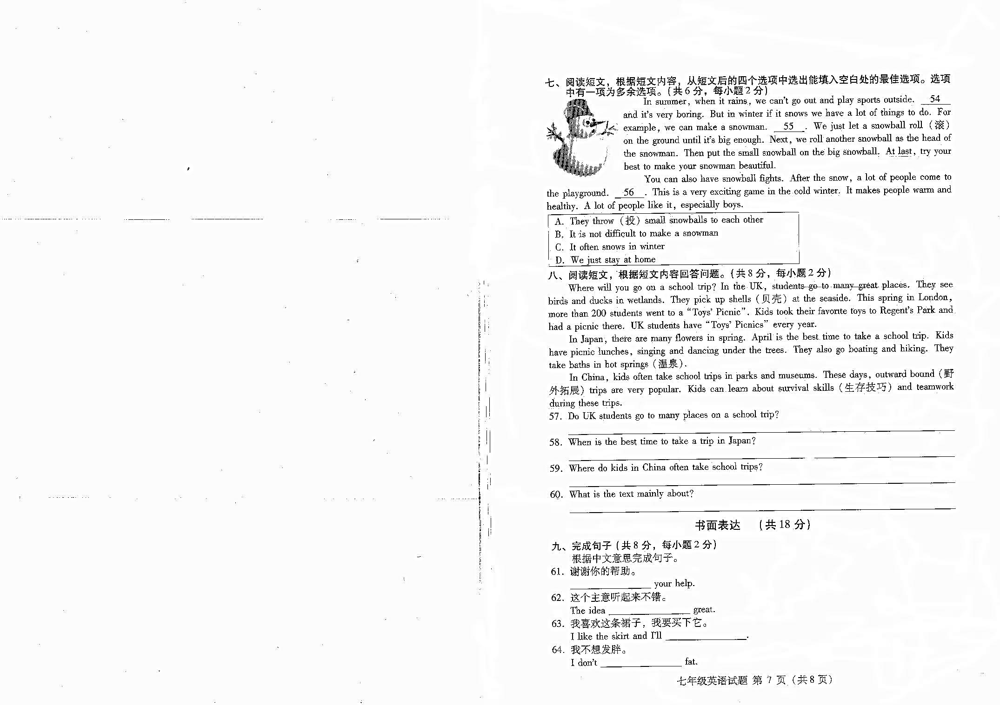 七、阅读短文，根据短文内容，从短文后的四个选项中选出能填入空白处的最佳选项。选项
中有一项为多余选项。(共6分，每小题2分)
In summer, when it rains, we can't go out and play sports outside. 54
and it's very boring. But in winter if it snows we have a lot of things to do. For
example, we can make a snowman. 55 . We just let a snowball roll (滚)
on the ground until it's big enough. Next, we roll another snowball as the head of
the snowman. Then put the small snowball on the big snowball. At last, try your
best to make your snowman beautiful.
You can also have snowball fights. After the snow, a lot of people come to
the playground. 56 . This is a very exciting game in the cold winter. It makes people warm and
healthy. A lot of people like it, especially boys.
A. They throw (投) small snowballs to each other
B. It is not difficult to make a snowman
C. It often snows in winter
D. We just stay at home
八、阅读短文，根据短文内容回答问题。(共8分，每小题2分)
Where will you go on a school trip? In the UK, students go to many great places. They see
birds and ducks in wetlands. They pick up shells (贝壳) at the seaside. This spring in London,
more than 200 students went to a "Toys' Picnic". Kids took their favorite toys to Regent's Park and
had a picnic there. UK students have "Toys' Picnics" every year.
In Japan, there are many flowers in spring. April is the best time to take a school trip. Kids
have picnic lunches, singing and dancing under the trees. They also go boating and hiking. They
take baths in hot springs (温泉).
In China, kids often take school trips in parks and museums. These days, outward bound (野
外拓展) trips are very popular. Kids can learn about survival skills (生存技巧) and teamwork
during these trips.
57. Do UK students go to many places on a school trip?
58. When is the best time to take a trip in Japan?
59. Where do kids in China often take school trips?
60. What is the text mainly about?
书面表达 (共18分)
九、完成句子(共8分，每小题2分)
根据中文意思完成句子。
61. 谢谢你的帮助。
your help.
62. 这个主意听起来不错。
The idea ________ great.
63. 我喜欢这条裙子，我要买下它。
I like the skirt and I'll ________.
64. 我不想发胖。
I don't ________ fat.
七年级英语试题 第 7 页 (共8页)